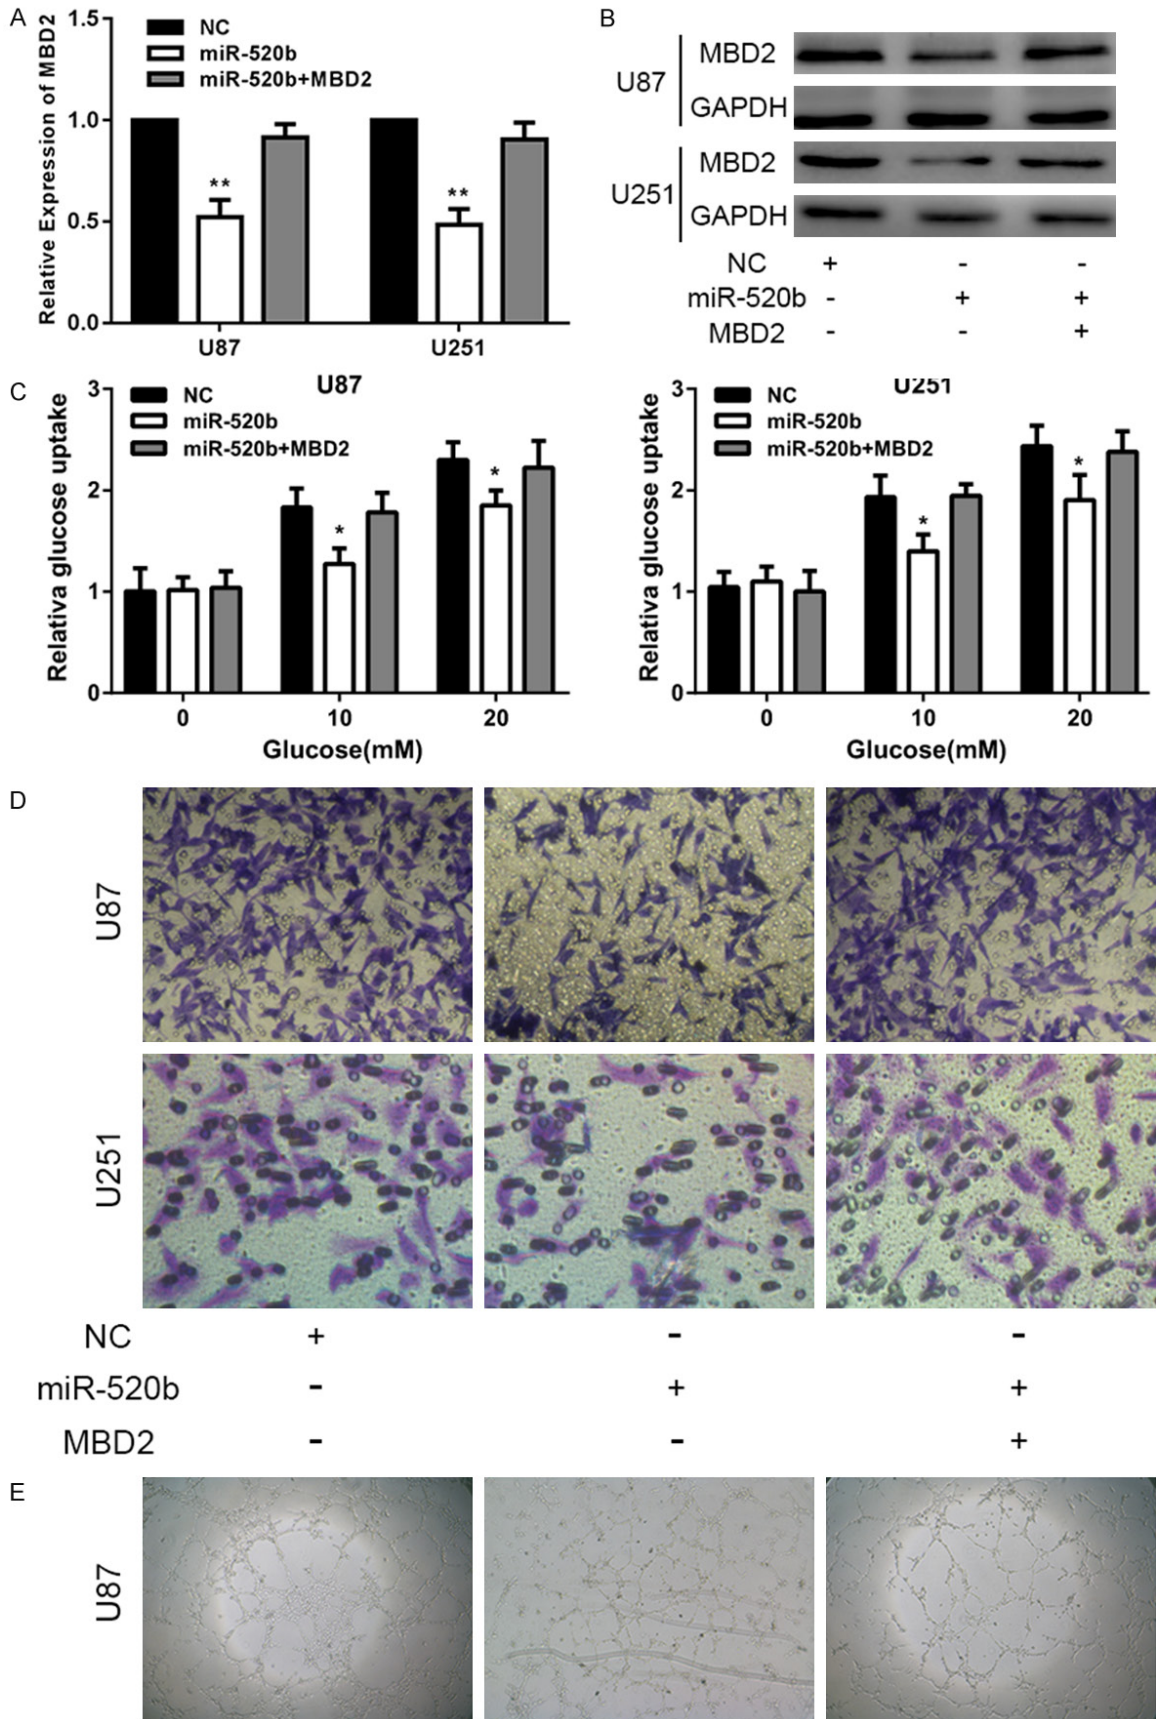 A
Relative Expression of MBD2
1.5
1.0
0.5
0.0
NC
miR-520b
miR-520b+MBD2
**
**
U87
U251
B
U87
MBD2
GAPDH
U251
MBD2
GAPDH
NC + - -
miR-520b - + +
MBD2 - - +
C
U87
Relativa glucose uptake
3
2
1
0
NC
miR-520b
miR-520b+MBD2
*
*
0 10 20
Glucose(mM)
U251
Relativa glucose uptake
3
2
1
0
NC
miR-520b
miR-520b+MBD2
*
*
0 10 20
Glucose(mM)
D
U87
U251
NC + - -
miR-520b - + +
MBD2 - - +
E
U87